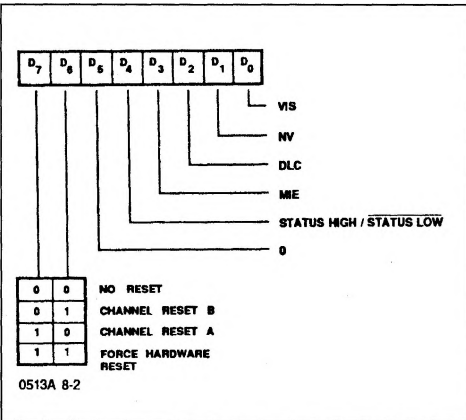 D7 D6 D5 D4 D3 D2 D1 D0
VIS
NV
DLC
MIE
STATUS HIGH / STATUS LOW
0
0 0 NO RESET
0 1 CHANNEL RESET B
1 0 CHANNEL RESET A
1 1 FORCE HARDWARE
RESET
0513A 8-2